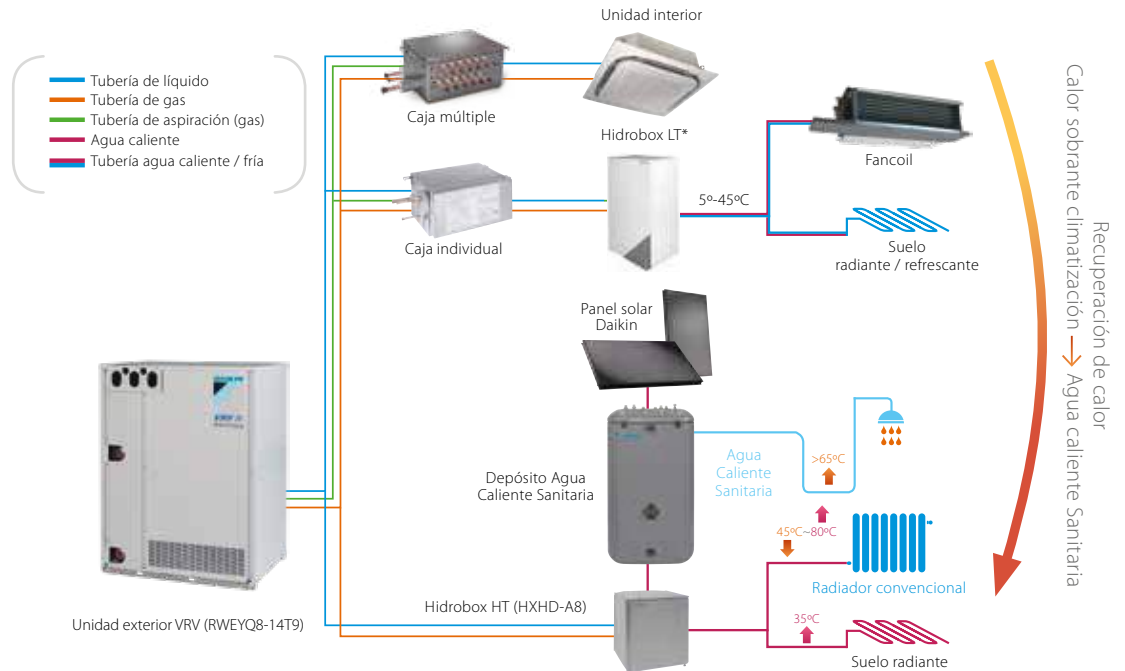 Tubería de líquido
Tubería de gas
Tubería de aspiración (gas)
Agua caliente
Tubería agua caliente / fría
Caja múltiple
Unidad interior
Hidrobox LT*
Fancoil
Caja individual
5º-45ºC
Suelo
radiante / refrescante
Panel solar
Daikin
Depósito Agua
Caliente Sanitaria
Agua
Caliente
Sanitaria
>65ºC
45ºC~80ºC
Radiador convencional
Hidrobox HT (HXHD-A8)
35ºC
Suelo radiante
Unidad exterior VRV (RWEYQ8-14T9)
Recuperación de calor
Calor sobrante climatización → Agua caliente Sanitaria